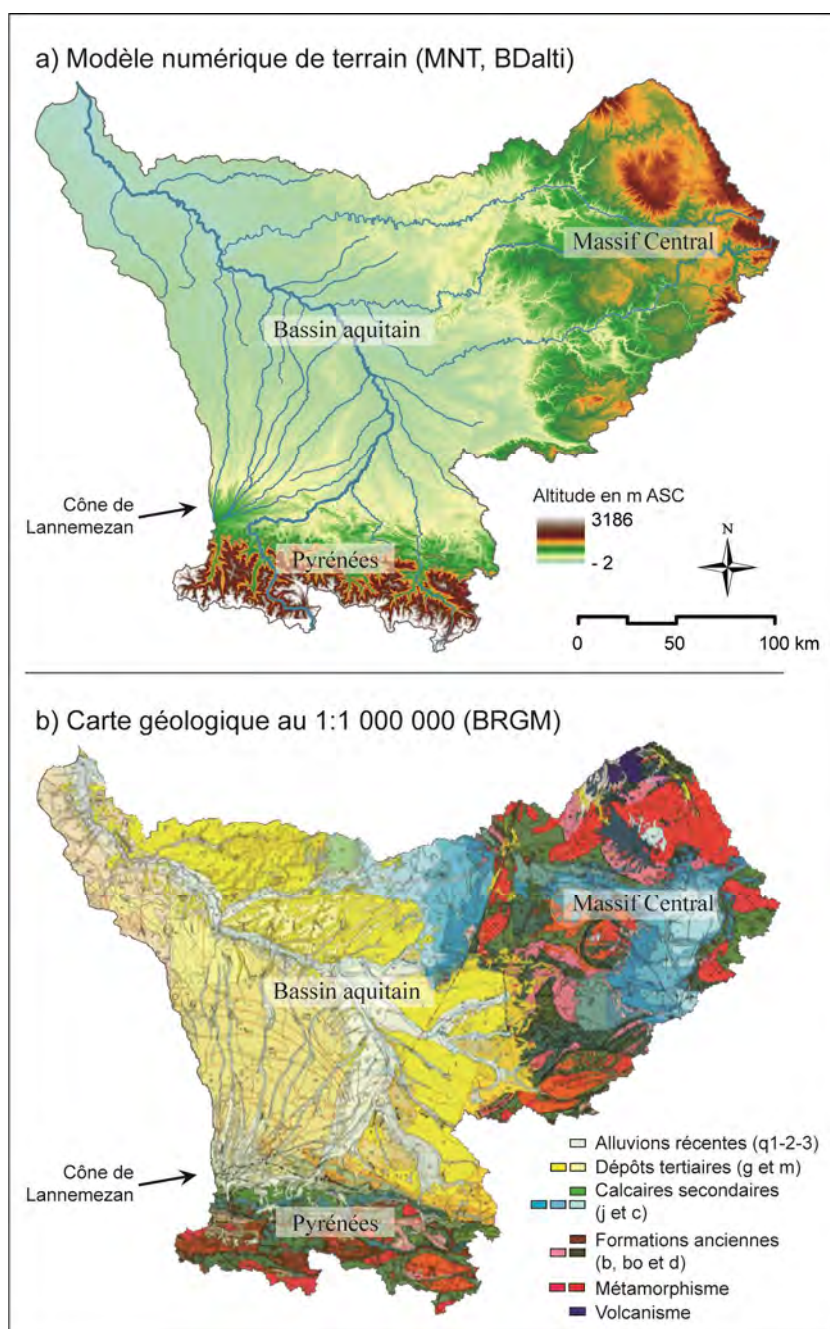 a) Modèle numérique de terrain (MNT, BDalti)
Massif Central
Bassin aquitain
Cône de
Lannemezan
Pyrénées
Altitude en m ASC
3186
- 2
N
0 50 100 km
b) Carte géologique au 1:1 000 000 (BRGM)
Massif Central
Bassin aquitain
Cône de
Lannemezan
Pyrénées
Alluvions récentes (q1-2-3)
Dépôts tertiaires (g et m)
Calcaires secondaires
(j et c)
Formations anciennes
(b, bo et d)
Métamorphisme
Volcanisme